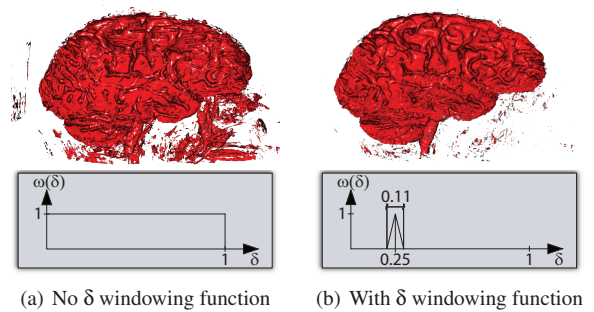 ω(δ)
1
1
δ
ω(δ)
0.11
1
0.25
1
δ
(a) No δ windowing function
(b) With δ windowing function